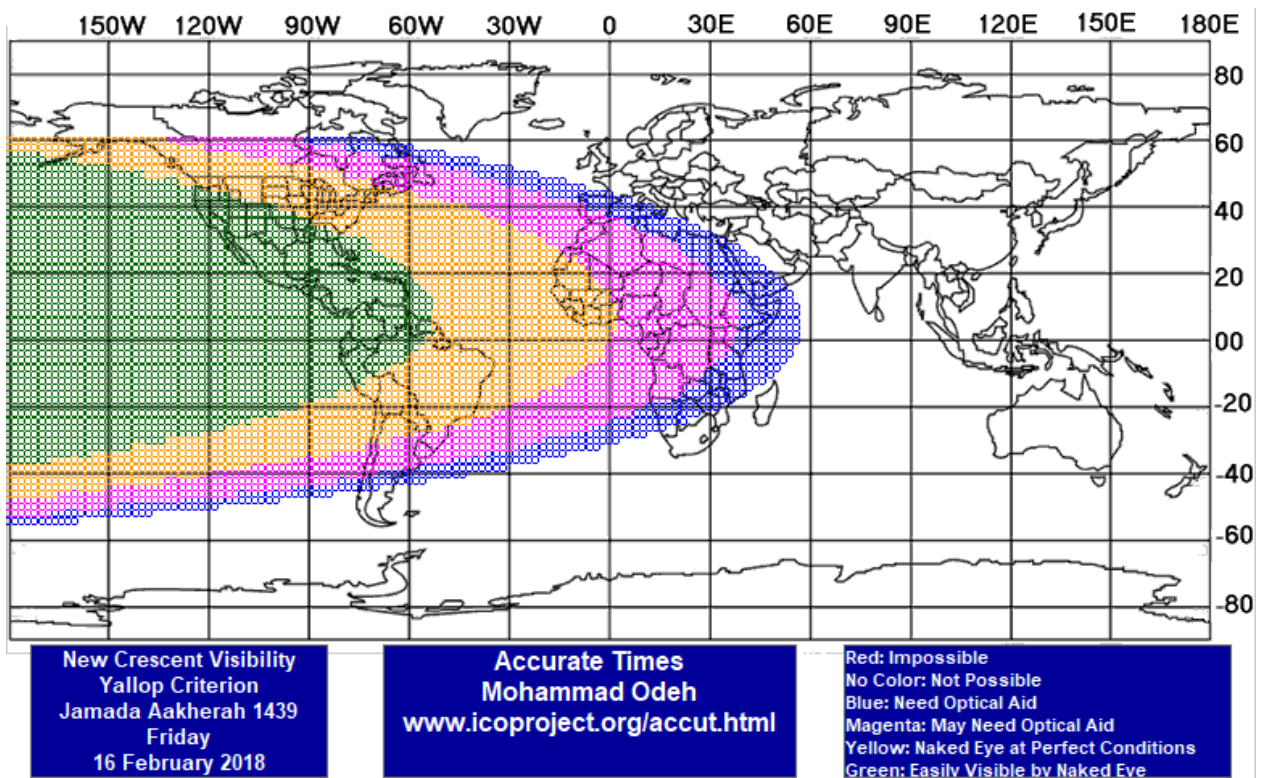 150W 120W 90W 60W 30W 0 30E 60E 90E 120E 150E 180E
80
60
40
20
00
-20
-40
-60
-80
New Crescent Visibility
Yallop Criterion
Jamada Aakherah 1439
Friday
16 February 2018
Accurate Times
Mohammad Odeh
www.icoproject.org/accut.html
Red: Impossible
No Color: Not Possible
Blue: Need Optical Aid
Magenta: May Need Optical Aid
Yellow: Naked Eye at Perfect Conditions
Green: Easily Visible by Naked Eye